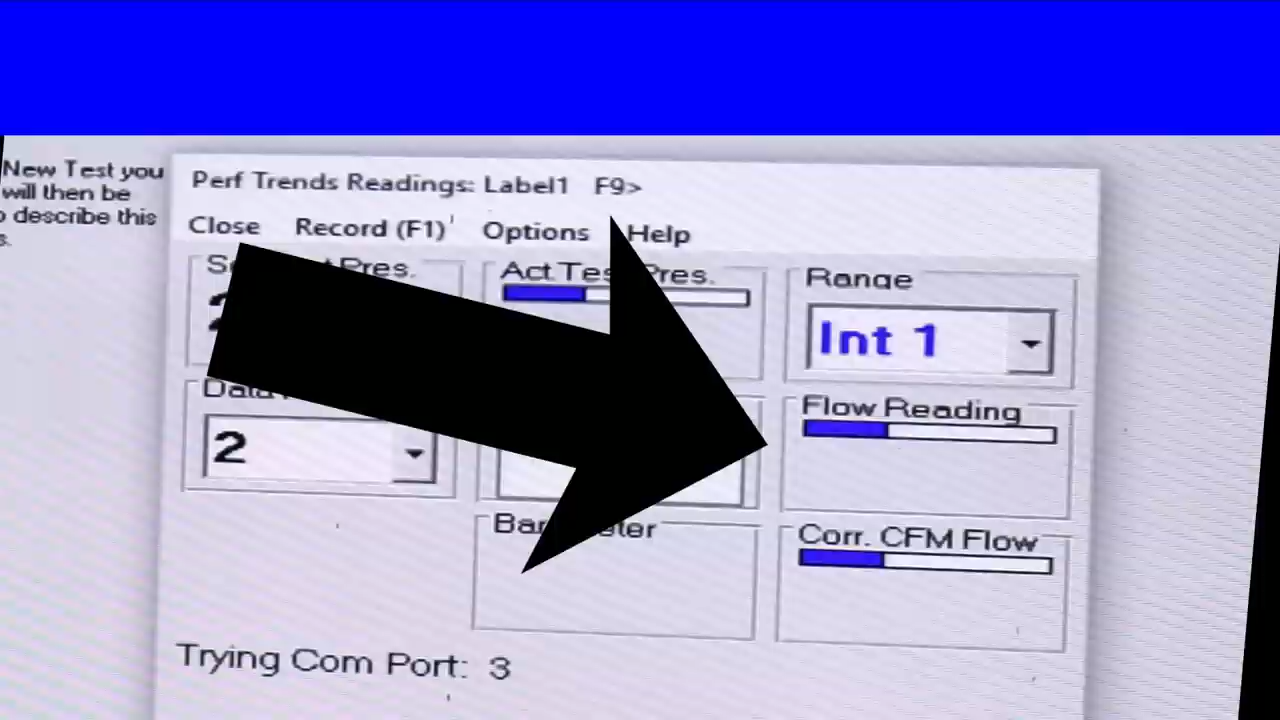 New Test you
will then be
describe this
s.
Perf Trends Readings: Label1 F9>
Close Record (F1) Options Help
Pres. Act. Pres. Range
Int 1
2
Flow Reading
Corr. CFM Flow
Trying Com Port: 3